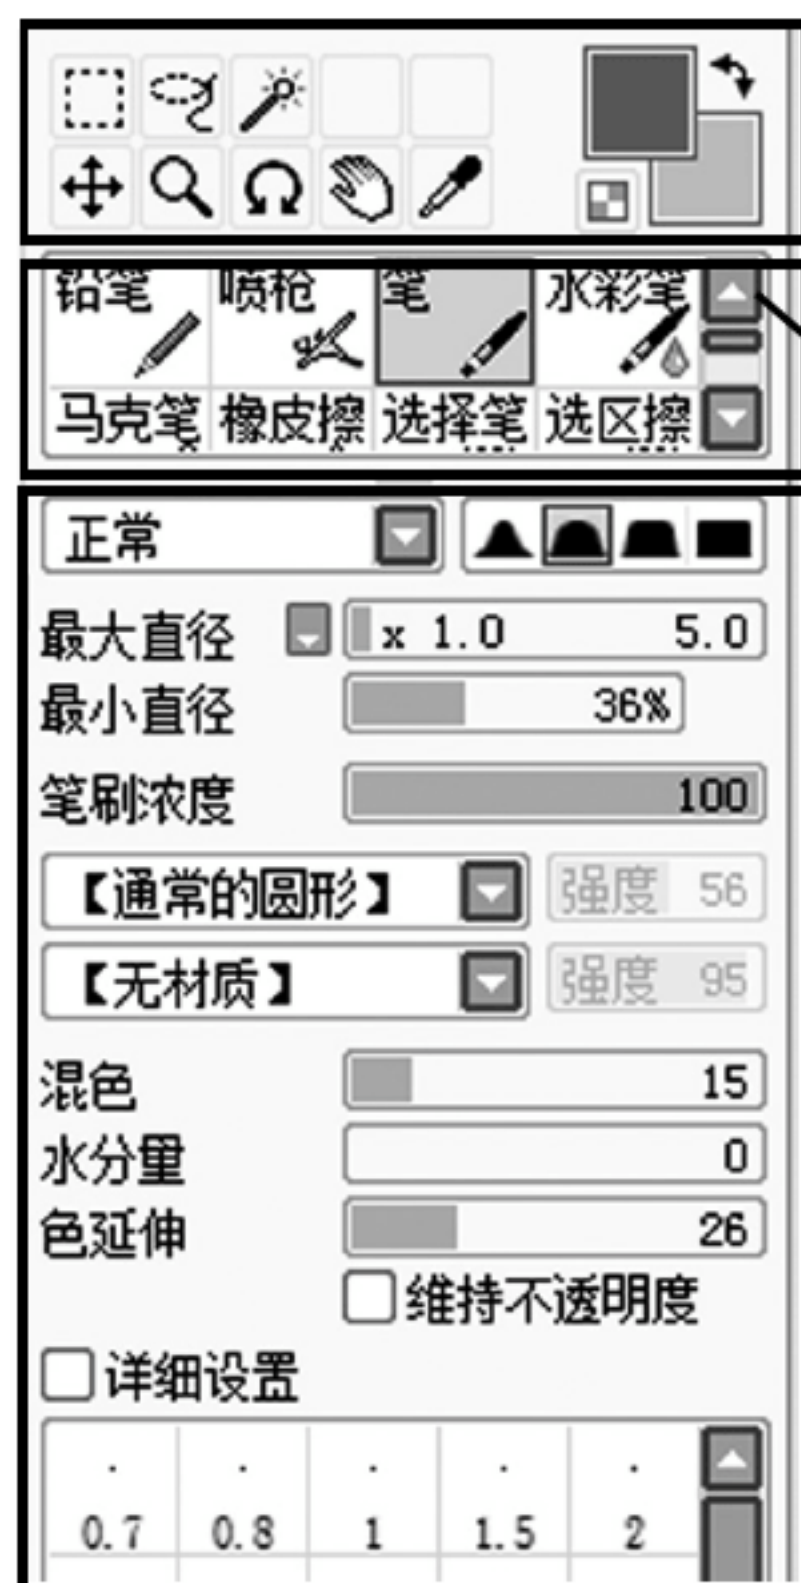 铅笔 喷枪 笔 水彩笔
马克笔 橡皮擦 选择笔 选区擦
正常
最大直径 x 1.0 5.0
最小直径 36%
笔刷浓度 100
【通常的圆形】 强度 56
【无材质】 强度 95
混色 15
水分量 0
色延伸 26
维持不透明度
详细设置
0.7 0.8 1 1.5 2